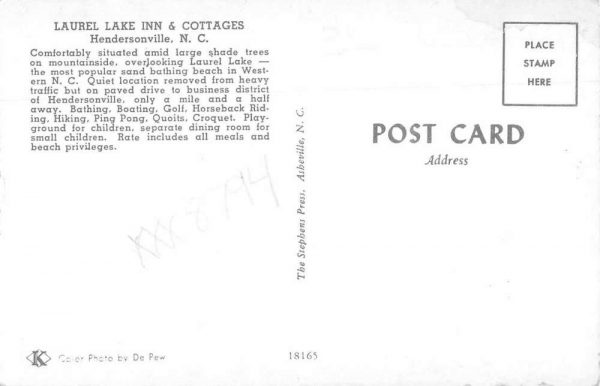 LAUREL LAKE INN & COTTAGES
Hendersonville, N. C.
Comfortably situated amid large shade trees
on mountainside, overlooking Laurel Lake —
the most popular sand bathing beach in West-
ern N. C. Quiet location removed from heavy
traffic but on paved drive to business district
of Hendersonville, only a mile and a half
away. Bathing, Boating, Golf, Horseback Rid-
ing, Hiking, Ping Pong, Quoits, Croquet. Play-
ground for children, separate dining room for
small children. Rate includes all meals and
beach privileges.
The Stephens Press, Asheville, N. C.
PLACE
STAMP
HERE
POST CARD
Address
K
Color Photo by De Pew
18165